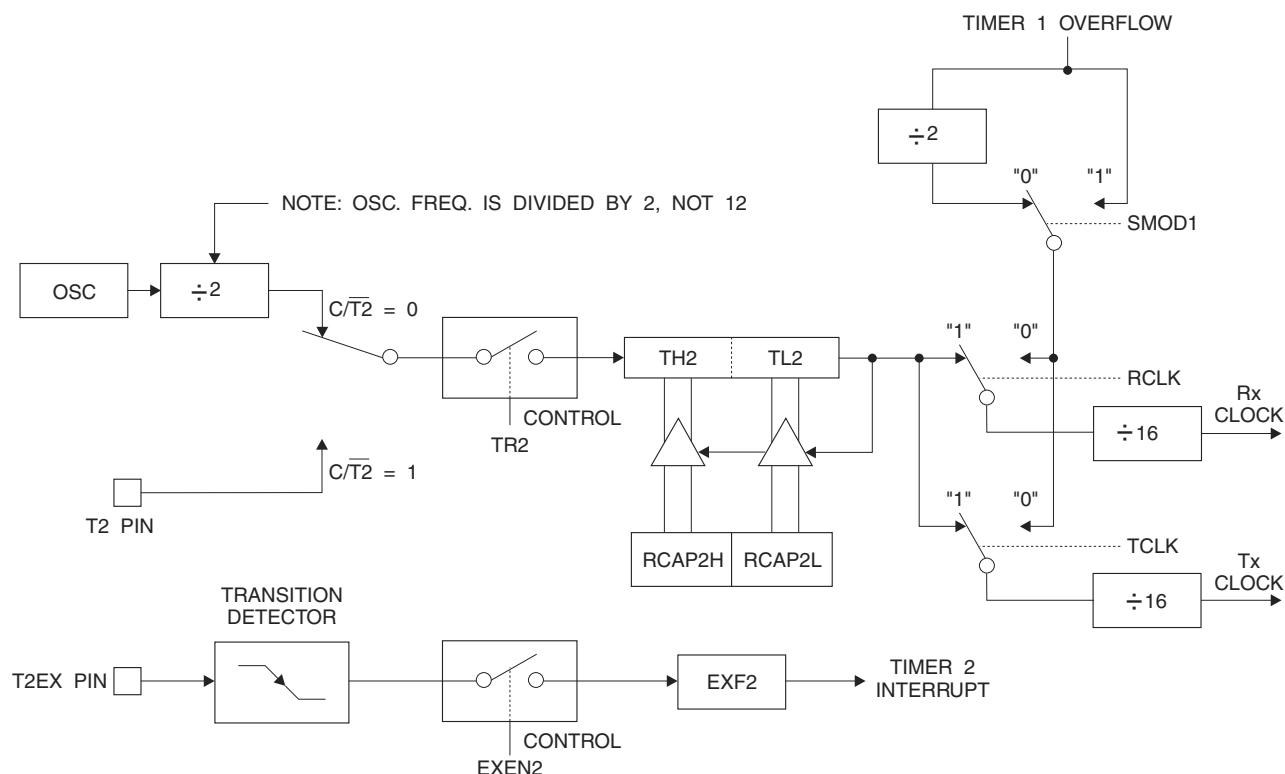 TIMER 1 OVERFLOW
÷2
"0" "1"
NOTE: OSC. FREQ. IS DIVIDED BY 2, NOT 12
SMOD1
OSC
÷2
C/T̅2̅ = 0
TH2
TL2
"1" "0"
RCLK
CONTROL
TR2
Rx
CLOCK
÷16
C/T̅2̅ = 1
T2 PIN
"1" "0"
TCLK
RCAP2H
RCAP2L
Tx
CLOCK
÷16
TRANSITION
DETECTOR
T2EX PIN
EXF2
TIMER 2
INTERRUPT
CONTROL
EXEN2